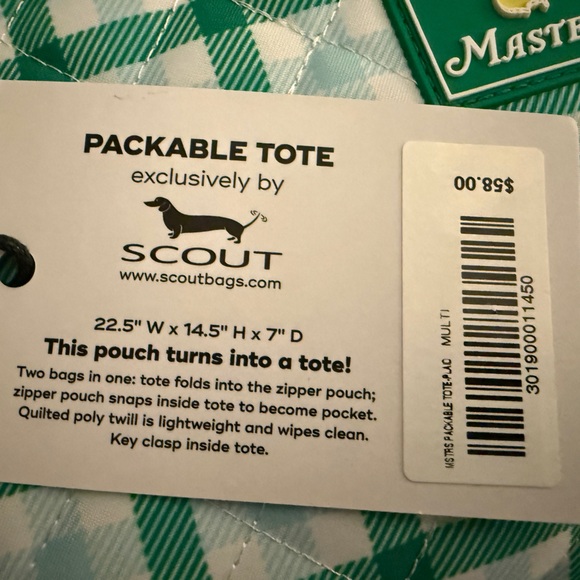 MASTE
PACKABLE TOTE
exclusively by
SCOUT
www.scoutbags.com
22.5" W x 14.5" H x 7" D
This pouch turns into a tote!
Two bags in one: tote folds into the zipper pouch;
zipper pouch snaps inside tote to become pocket.
Quilted poly twill is lightweight and wipes clean.
Key clasp inside tote.
$58.00
MSTRS PACKABLE TOTE-PLAID MULTI
301900011450